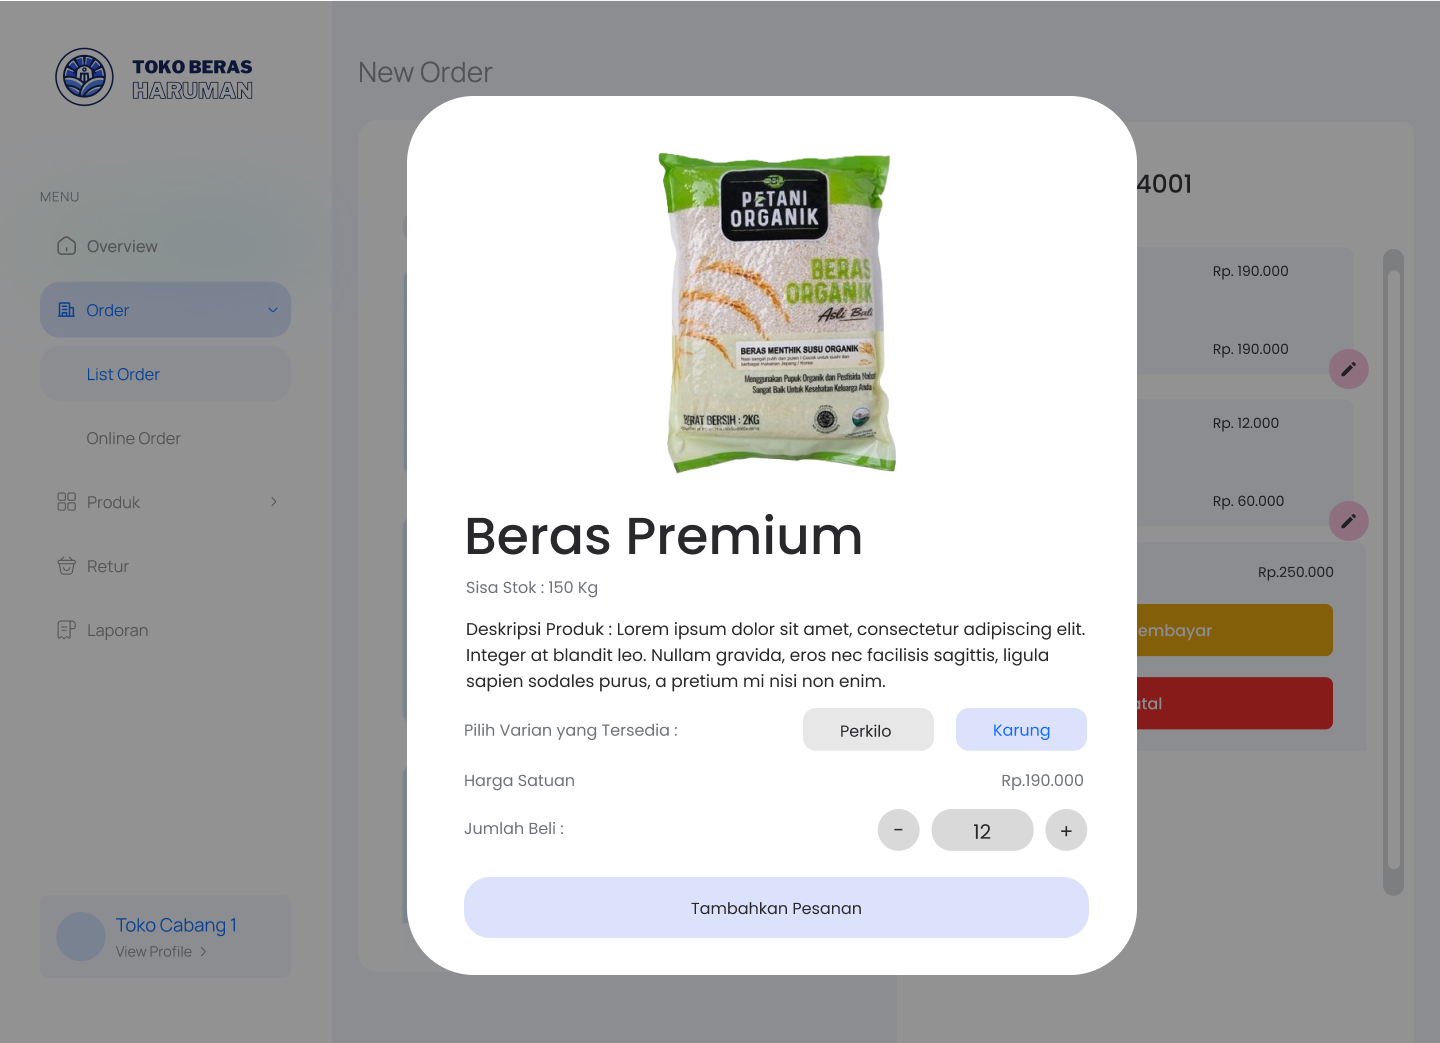 TOKO BERAS
HARUMAN
New Order
MENU
Overview
Order
List Order
Online Order
Produk
Retur
Laporan
Toko Cabang 1
View Profile
4001
Rp. 190.000
Rp. 190.000
Rp. 12.000
Rp. 60.000
Rp.250.000
embayar
atal
PETANI
ORGANIK
BERAS
ORGANIK
Asli Bali
BERAS MENTHIK SUSU ORGANIK
Menggunakan Pupuk Organik dan Pestisida Nabati
Sangat Baik Untuk Kesehatan Keluarga Anda
BERAT BERSIH : 2KG
Beras Premium
Sisa Stok : 150 Kg
Deskripsi Produk : Lorem ipsum dolor sit amet, consectetur adipiscing elit.
Integer at blandit leo. Nullam gravida, eros nec facilisis sagittis, ligula
sapien sodales purus, a pretium mi nisi non enim.
Pilih Varian yang Tersedia :
Perkilo
Karung
Harga Satuan
Rp.190.000
Jumlah Beli :
-
12
+
Tambahkan Pesanan